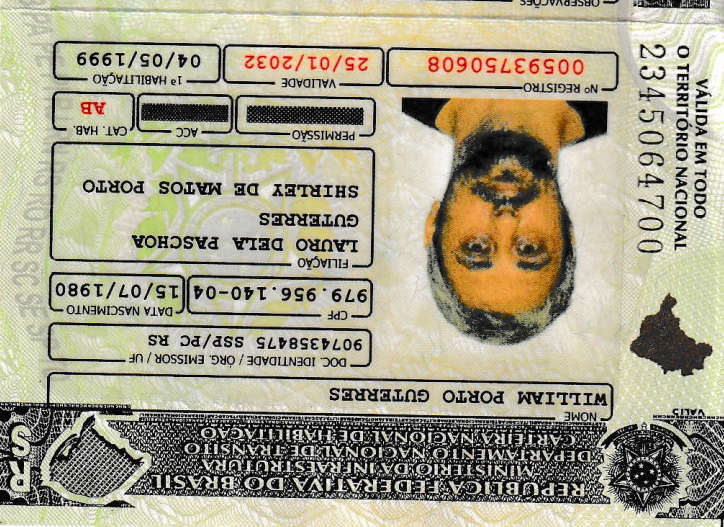 REPÚBLICA FEDERATIVA DO BRASIL
MINISTÉRIO DA INFRAESTRUTURA
DEPARTAMENTO NACIONAL DE TRÂNSITO
CARTEIRA NACIONAL DE HABILITAÇÃO
RS
NOME
WILLIAM PORTO GUTERRES
DOC. IDENTIDADE / ÓRG. EMISSOR / UF
9074358475 SSP/PC RS
CPF
979.956.140-04
DATA NASCIMENTO
15/07/1980
FILIAÇÃO
LAURO DELA PASCHOA
GUTERRES
SHIRLEY DE MATOS PORTO
PERMISSÃO
ACC
CAT. HAB.
AB
Nº REGISTRO
00593750608
VALIDADE
25/01/2032
1ª HABILITAÇÃO
04/05/1999
OBSERVAÇÕES
VÁLIDA EM TODO
O TERRITÓRIO NACIONAL
2345064700